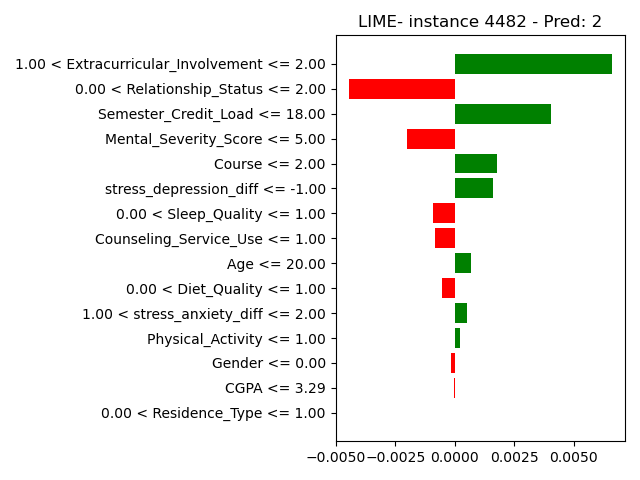 LIME- instance 4482 - Pred: 2
1.00 < Extracurricular_Involvement <= 2.00
0.00 < Relationship_Status <= 2.00
Semester_Credit_Load <= 18.00
Mental_Severity_Score <= 5.00
Course <= 2.00
stress_depression_diff <= -1.00
0.00 < Sleep_Quality <= 1.00
Counseling_Service_Use <= 1.00
Age <= 20.00
0.00 < Diet_Quality <= 1.00
1.00 < stress_anxiety_diff <= 2.00
Physical_Activity <= 1.00
Gender <= 0.00
CGPA <= 3.29
0.00 < Residence_Type <= 1.00
−0.0050 −0.0025 0.0000 0.0025 0.0050